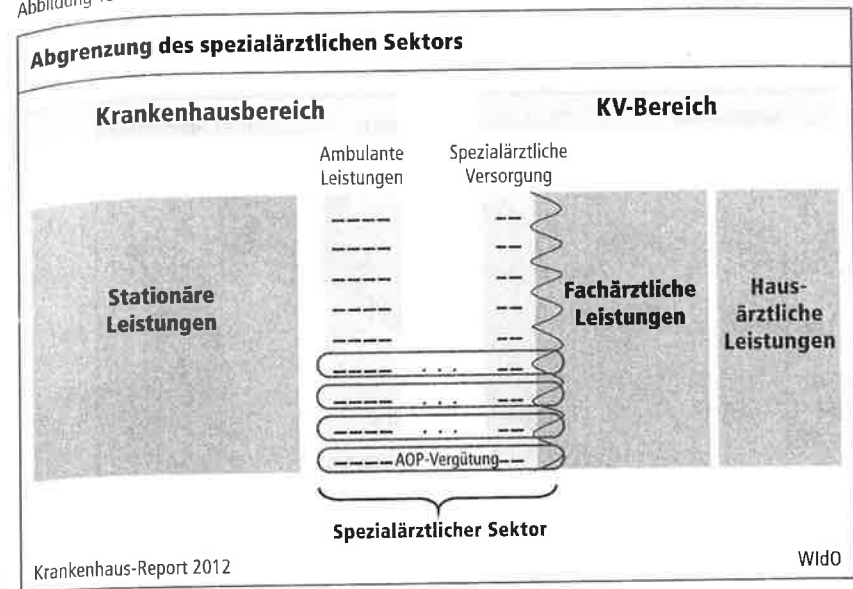 Abbildung
Abgrenzung des spezialärztlichen Sektors
Krankenhausbereich
KV-Bereich
Ambulante
Leistungen
Spezialärztliche
Versorgung
Stationäre
Leistungen
Fachärztliche
Leistungen
Haus-
ärztliche
Leistungen
. . .
. . .
. . .
AOP-Vergütung
Spezialärztlicher Sektor
Krankenhaus-Report 2012
WIdO